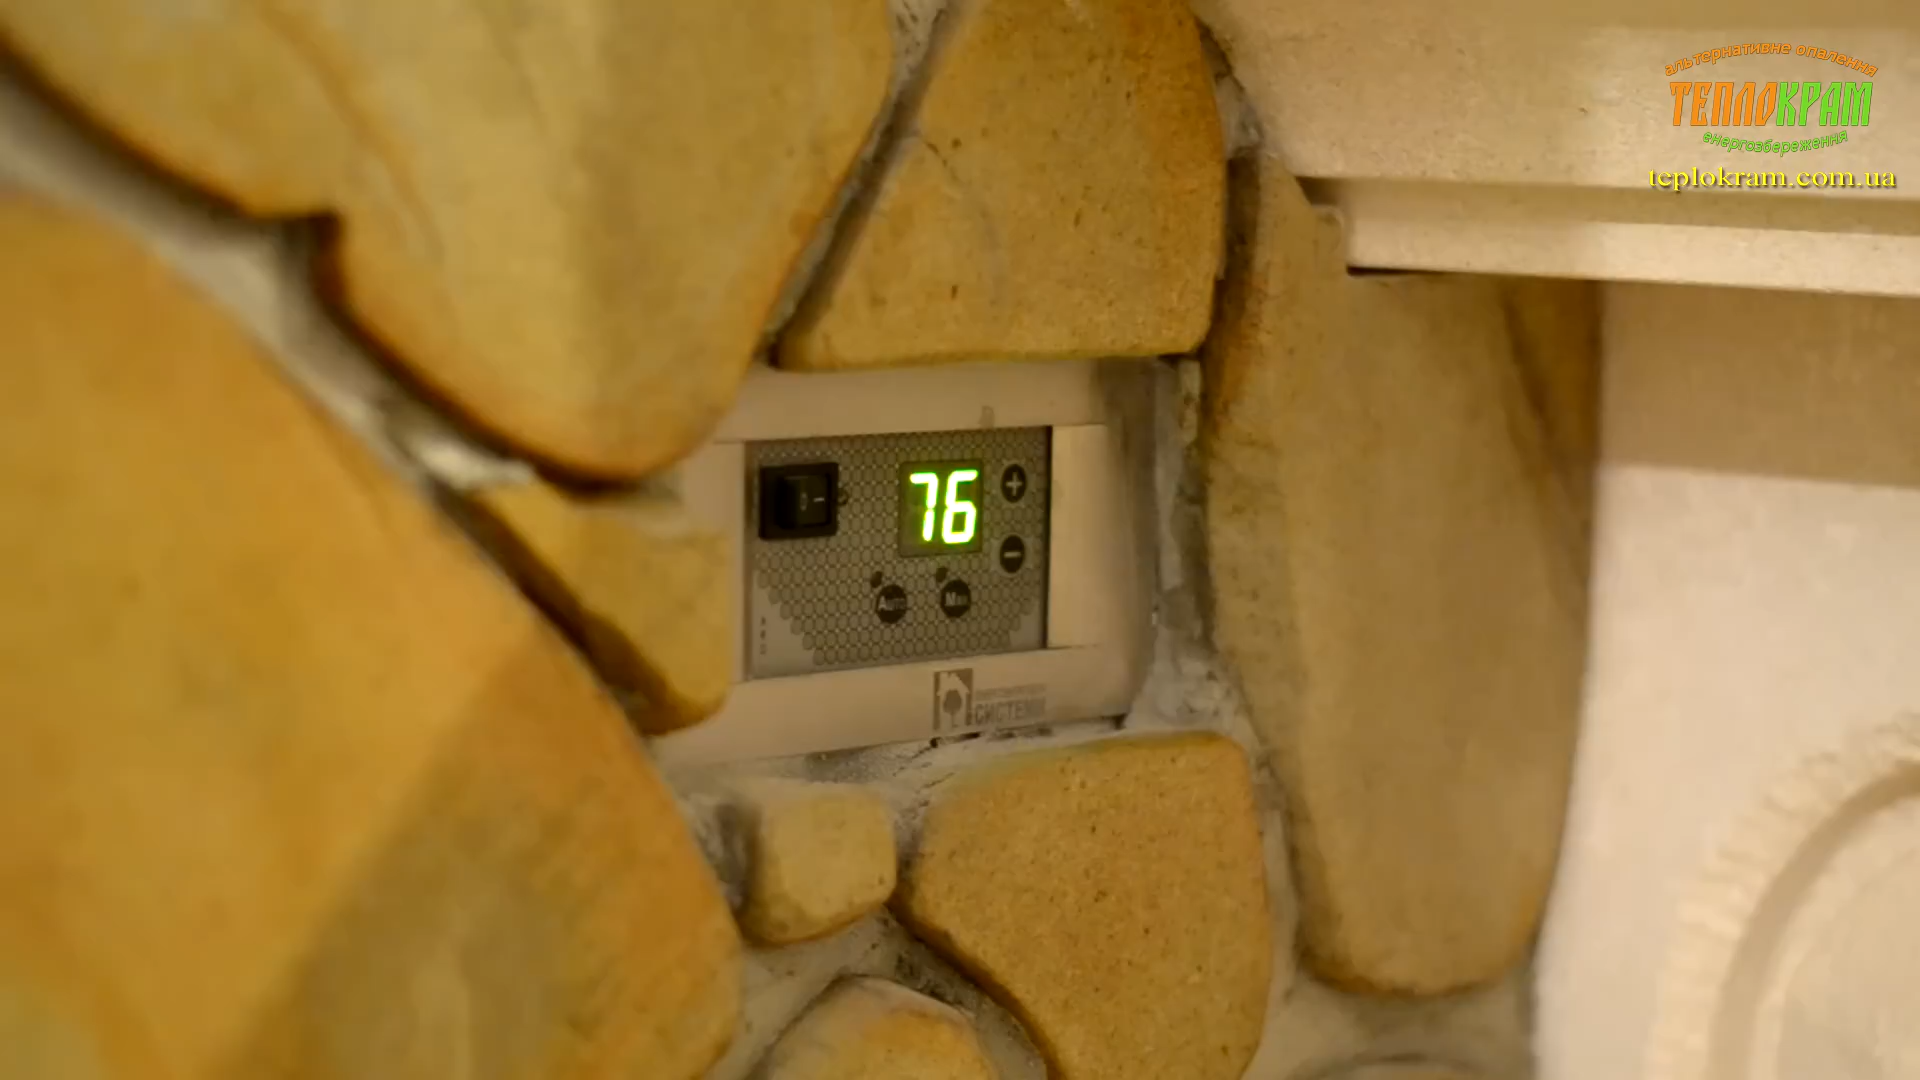 альтернативне опалення
ТЕПЛОКРАМ
енергозбереження
teplokram.com.ua
76
+
−
Auto
Max
СИСТЕМИ